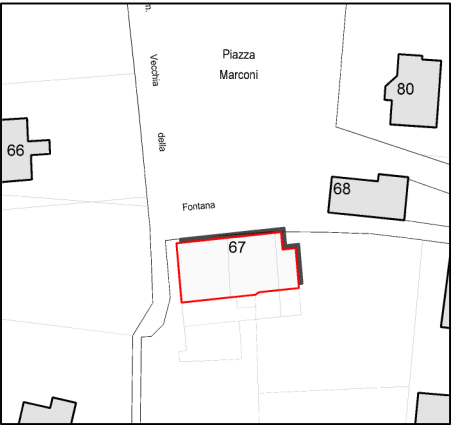 m.
Vecchia
della
Fontana
Piazza
Marconi
80
66
68
67